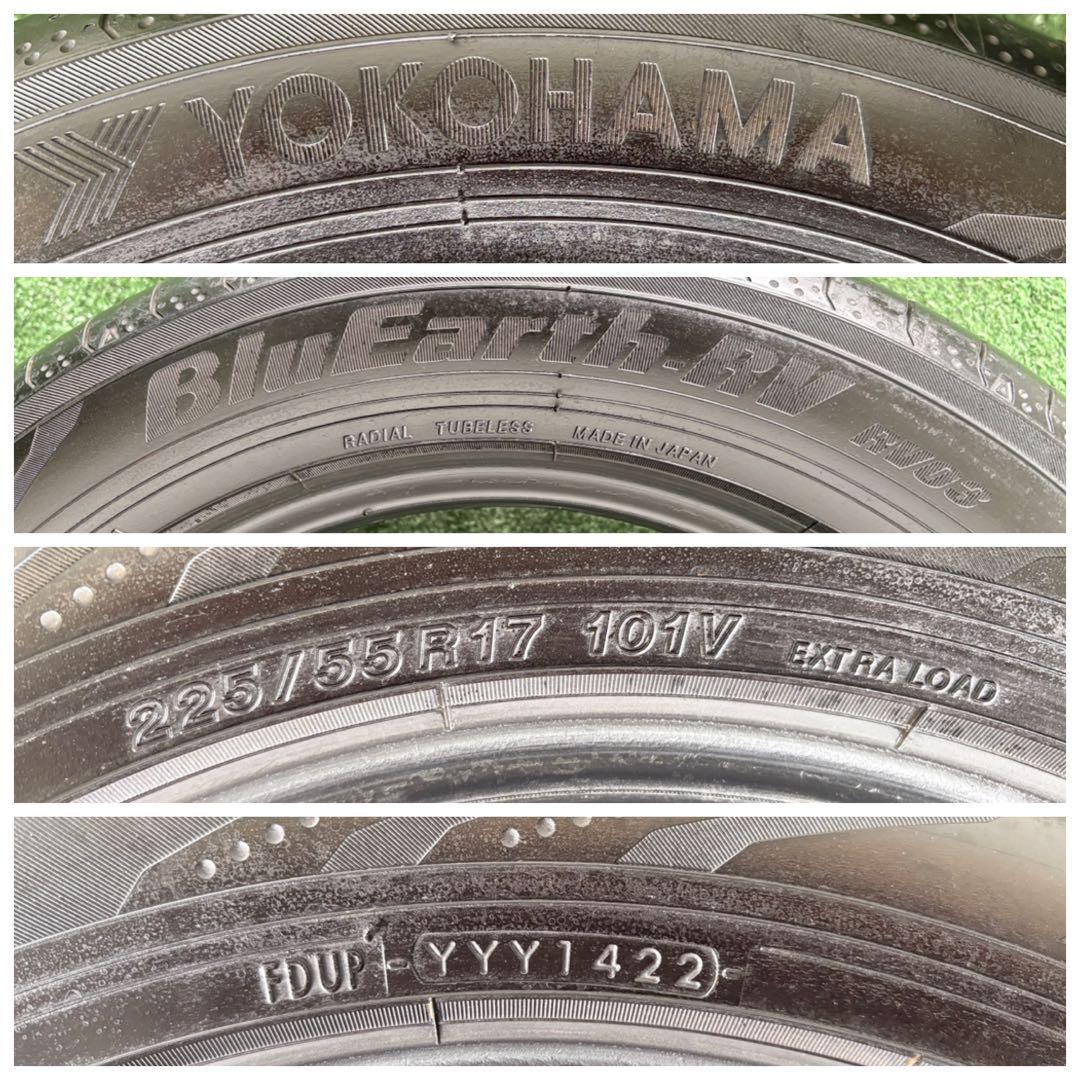 YOKOHAMA
BluEarth-RV RV03
RADIAL TUBELESS MADE IN JAPAN
225/55R17 101V EXTRA LOAD
FDUP YYY1422